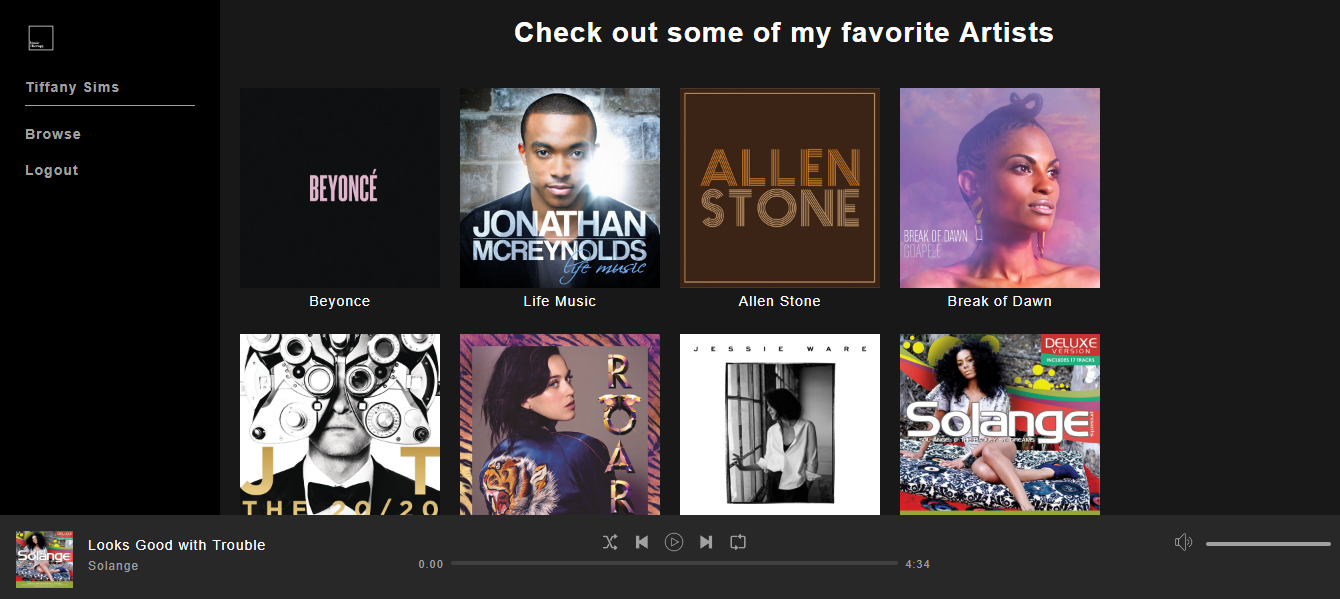 Check out some of my favorite Artists
Tiffany Sims
Browse
Logout
BEYONCÉ
JONATHAN
MCREYNOLDS
life music
ALLEN
STONE
BREAK OF DAWN
GOAPELE
Beyonce
Life Music
Allen Stone
Break of Dawn
J T
THE 20/20
ROAR
JESSIE WARE
DELUXE
VERSION
INCLUDES 17 TRACKS
Solange
Solange
Looks Good with Trouble
Solange
0.00
4:34